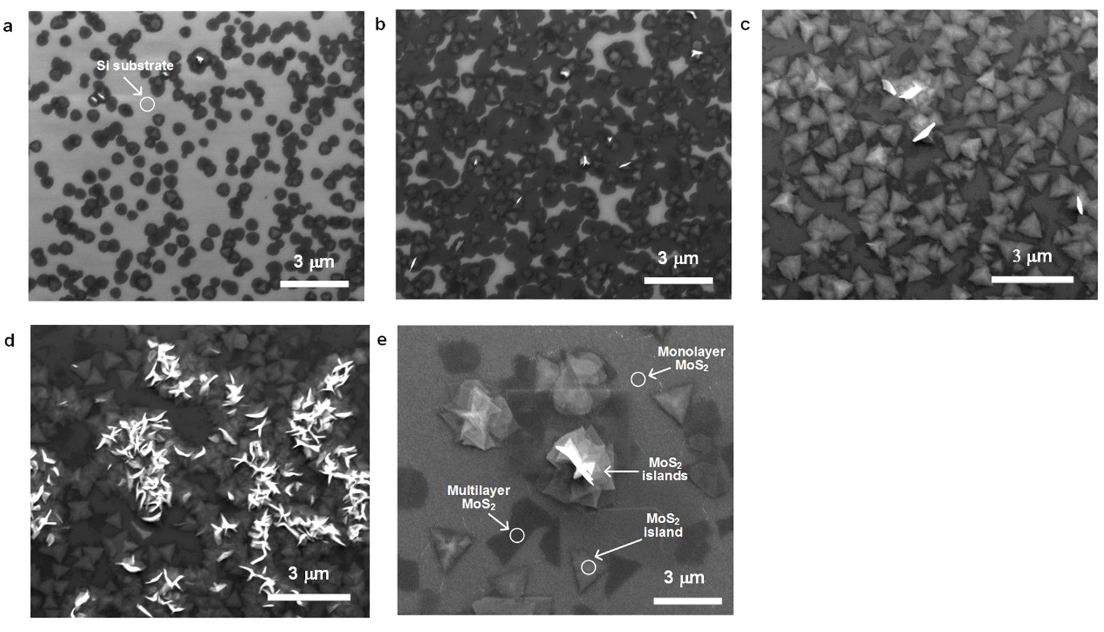 a
b
c
Si substrate
3 μm
3 μm
3 μm
d
e
Monolayer
MoS₂
MoS₂
islands
Multilayer
MoS₂
MoS₂
island
3 μm
3 μm